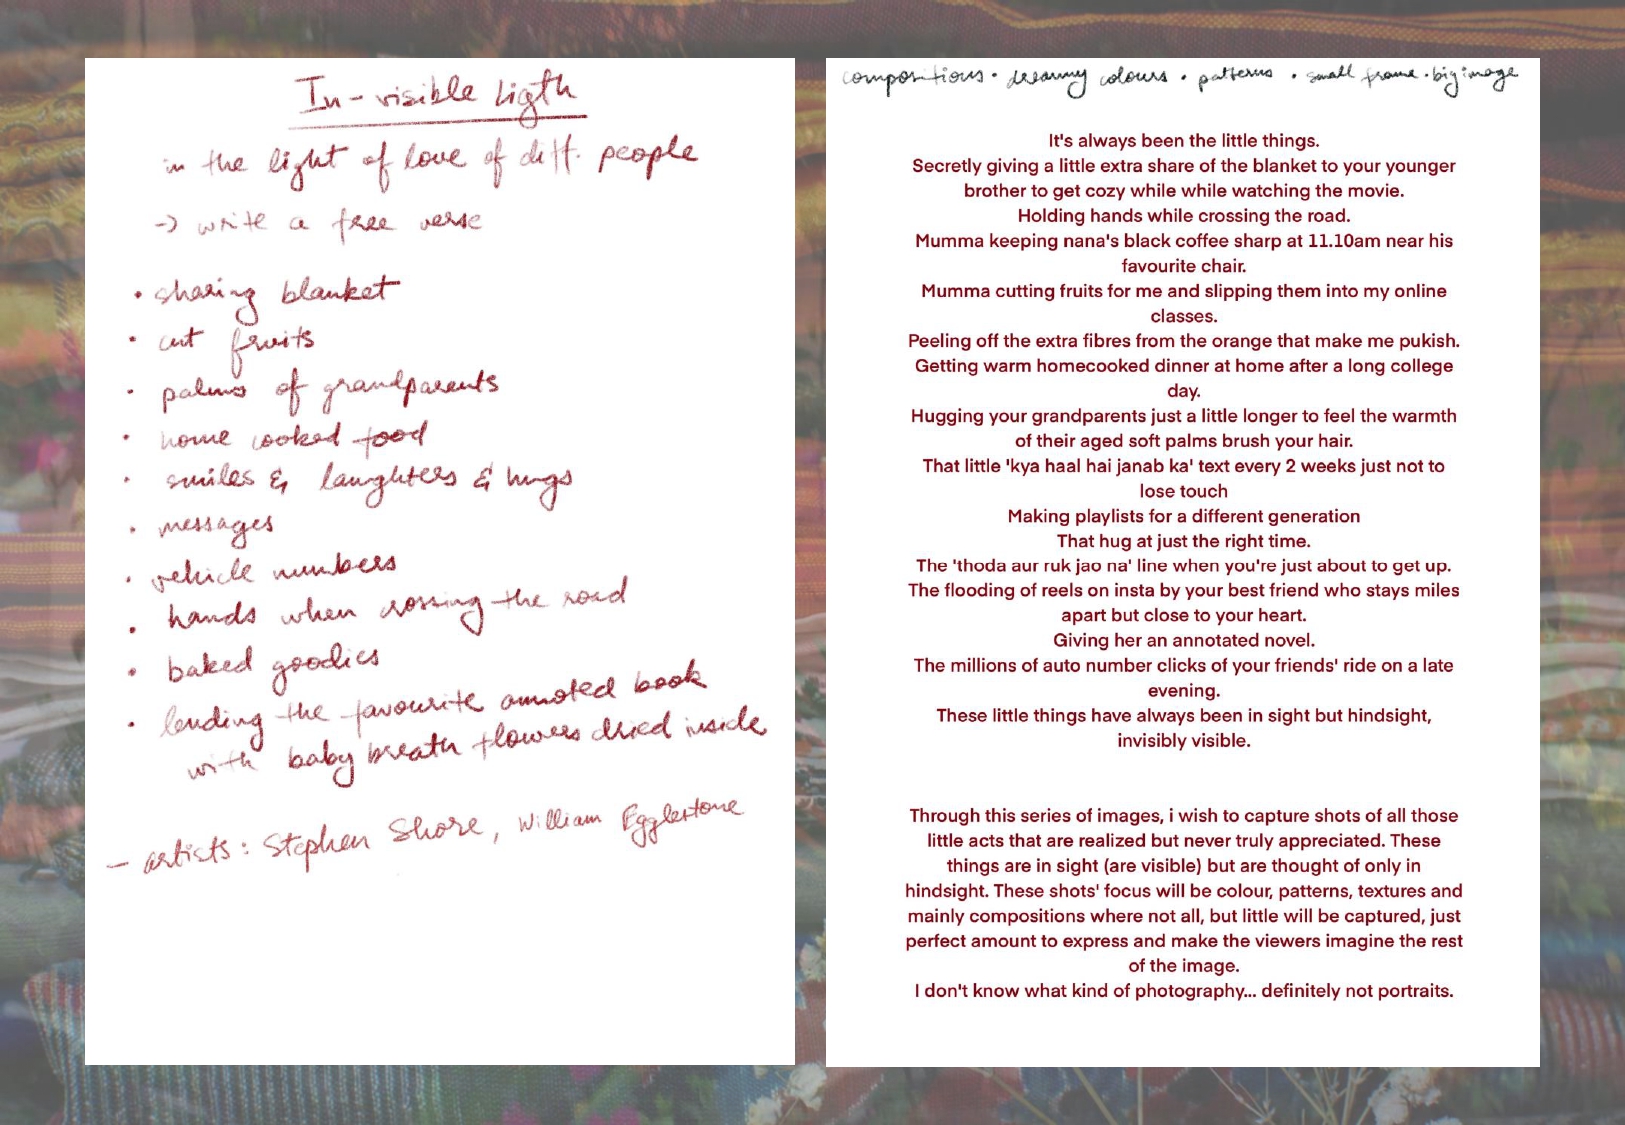 In-visible Ligth
in the light of love of diff. people
→ write a free verse
• sharing blanket
• cut fruits
• palms of grandparents
• home cooked food
• smiles & laughters & hugs
• messages
• vehicle numbers
• hands when crossing the road
• baked goodies
• lending the favourite annoted book
with baby breath flowers dried inside
– artists: Stephen Shore, William Egglestone
compositions • dreamy colours • patterns • small frame • big image
It's always been the little things.
Secretly giving a little extra share of the blanket to your younger
brother to get cozy while while watching the movie.
Holding hands while crossing the road.
Mumma keeping nana's black coffee sharp at 11.10am near his
favourite chair.
Mumma cutting fruits for me and slipping them into my online
classes.
Peeling off the extra fibres from the orange that make me pukish.
Getting warm homecooked dinner at home after a long college
day.
Hugging your grandparents just a little longer to feel the warmth
of their aged soft palms brush your hair.
That little 'kya haal hai janab ka' text every 2 weeks just not to
lose touch
Making playlists for a different generation
That hug at just the right time.
The 'thoda aur ruk jao na' line when you're just about to get up.
The flooding of reels on insta by your best friend who stays miles
apart but close to your heart.
Giving her an annotated novel.
The millions of auto number clicks of your friends' ride on a late
evening.
These little things have always been in sight but hindsight,
invisibly visible.
Through this series of images, i wish to capture shots of all those
little acts that are realized but never truly appreciated. These
things are in sight (are visible) but are thought of only in
hindsight. These shots' focus will be colour, patterns, textures and
mainly compositions where not all, but little will be captured, just
perfect amount to express and make the viewers imagine the rest
of the image.
I don't know what kind of photography... definitely not portraits.